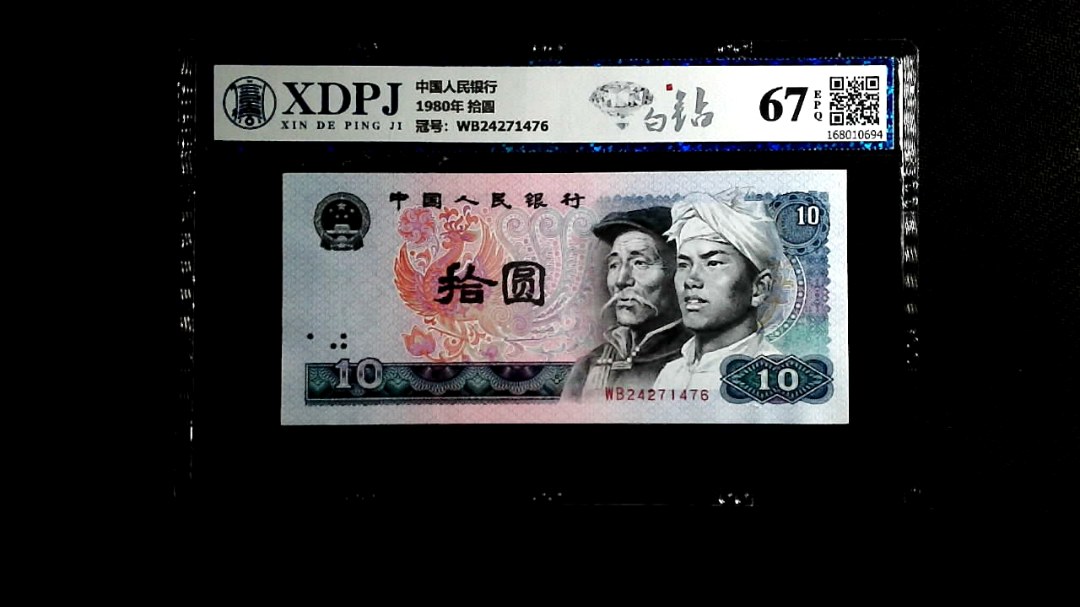 XDPJ
XIN DE PING JI
中国人民银行
1980年 拾圆
冠号: WB24271476
白钻
67
EPQ
168010694
中国人民银行
10
拾圆
10
WB24271476
10